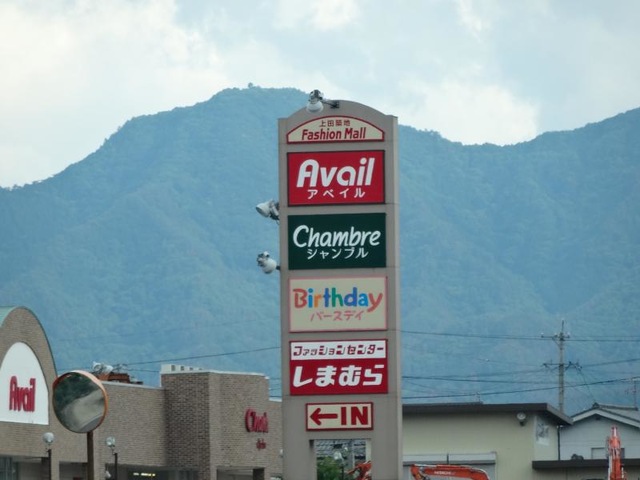 上田築地
Fashion Mall
Avail
アベイル
Chambre
シャンブル
Birthday
バースデイ
ファッションセンター
しまむら
←IN
Avail